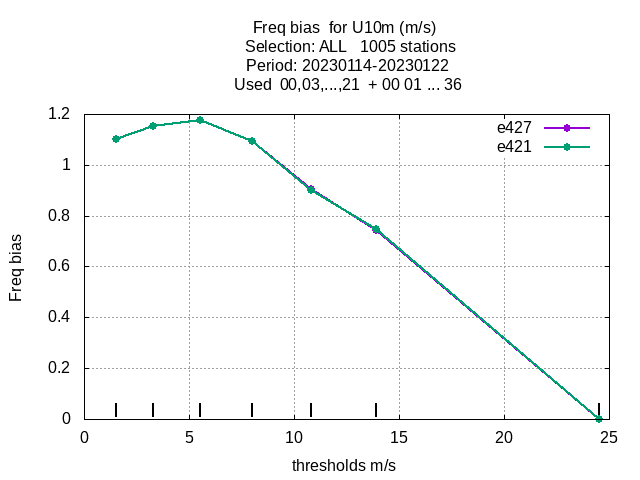 Freq bias  for U10m (m/s)
Selection: ALL   1005 stations
Period: 20230114-20230122
Used  00,03,...,21  + 00 01 ... 36
e427
e421
1.2
1
0.8
0.6
0.4
0.2
0
Freq bias
0 5 10 15 20 25
thresholds m/s